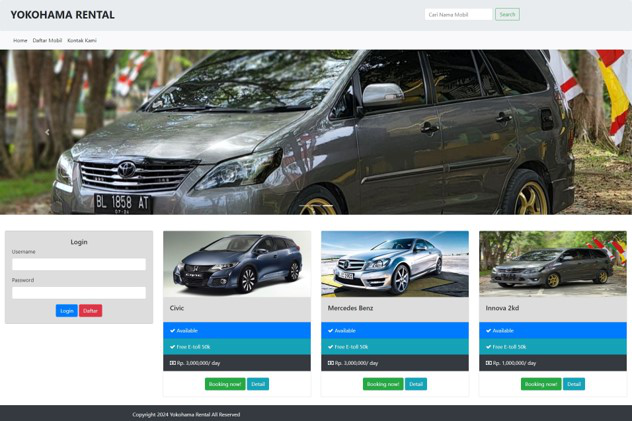 YOKOHAMA RENTAL
Cari Nama Mobil
Search
Home Daftar Mobil Kontak Kami
BL 1858 AT
Login
Username
Password
Login Daftar
Civic
Available
Free E-toll 50k
Rp. 3,000,000/ day
Booking now! Detail
Mercedes Benz
Available
Free E-toll 50k
Rp. 3,000,000/ day
Booking now! Detail
Innova 2kd
Available
Free E-toll 50k
Rp. 1,000,000/ day
Booking now! Detail
Copyright 2024 Yokohama Rental All Reserved